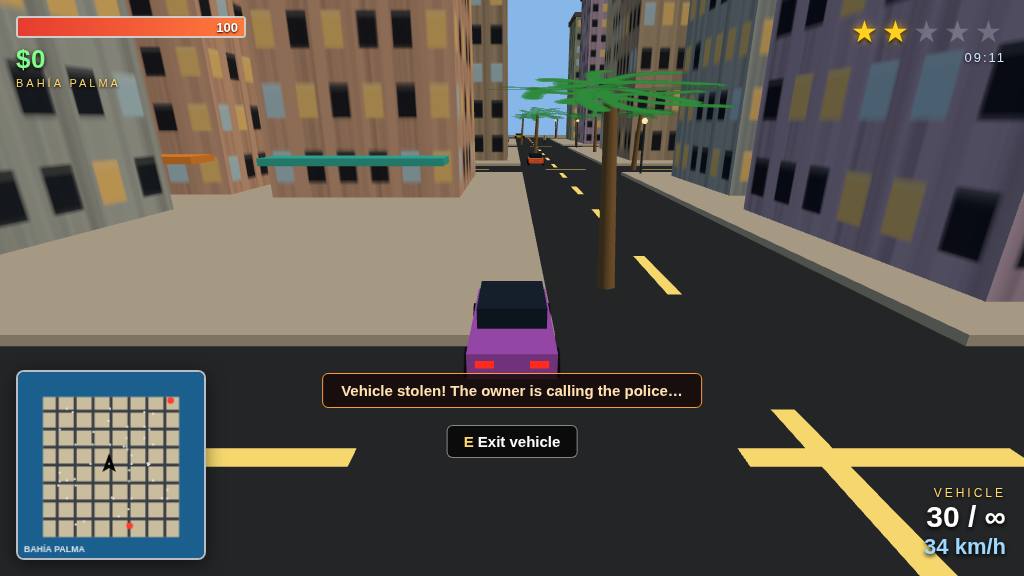 100
$0
BAHÍA PALMA
09:11
Vehicle stolen! The owner is calling the police…
E Exit vehicle
BAHÍA PALMA
VEHICLE
30 / ∞
34 km/h